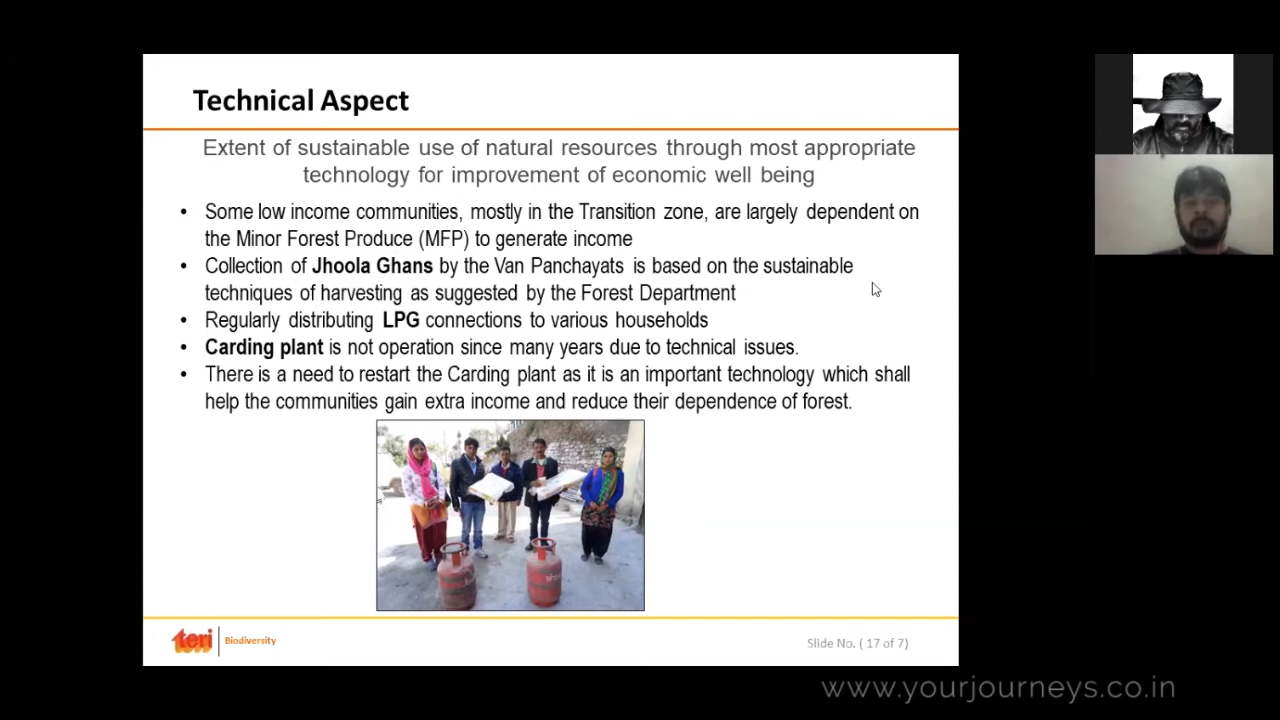 Technical Aspect
Extent of sustainable use of natural resources through most appropriate
technology for improvement of economic well being
• Some low income communities, mostly in the Transition zone, are largely dependent on
the Minor Forest Produce (MFP) to generate income
• Collection of Jhoola Ghans by the Van Panchayats is based on the sustainable
techniques of harvesting as suggested by the Forest Department
• Regularly distributing LPG connections to various households
• Carding plant is not operation since many years due to technical issues.
• There is a need to restart the Carding plant as it is an important technology which shall
help the communities gain extra income and reduce their dependence of forest.
teri
Biodiversity
Slide No. ( 17 of 7)
www.yourjourneys.co.in